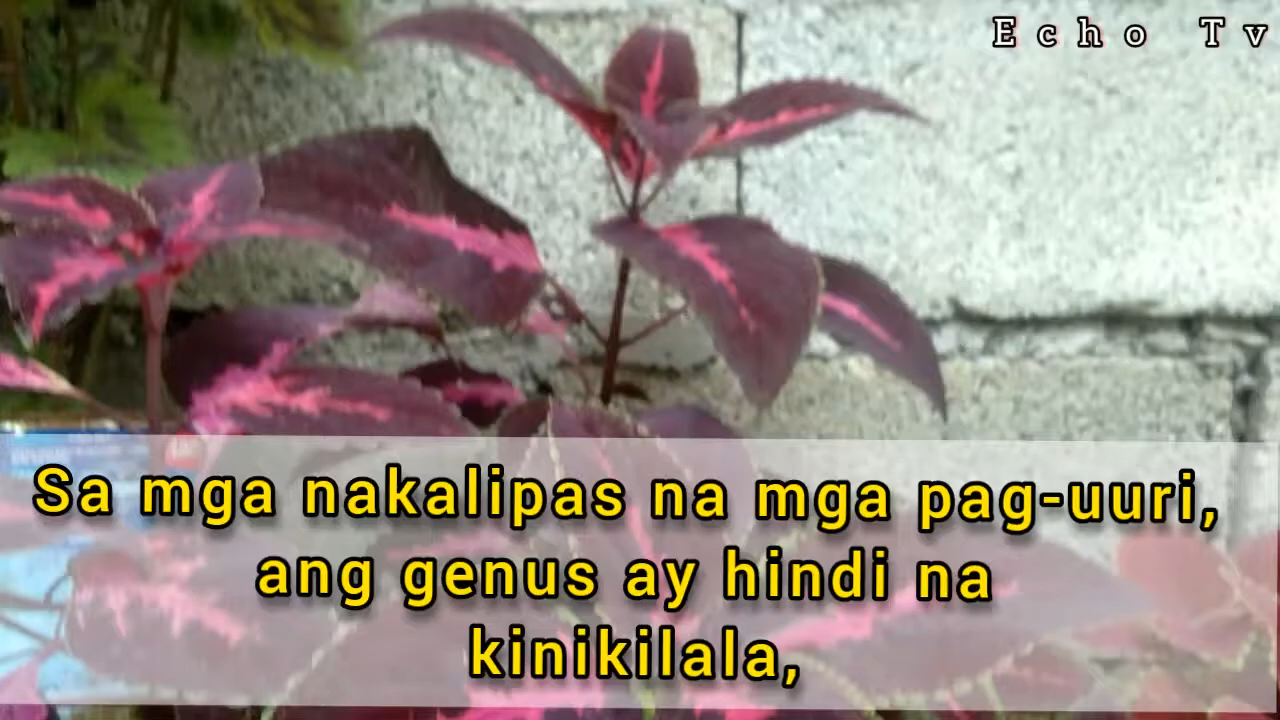 Echo Tv
Sa mga nakalipas na mga pag-uuri,
ang genus ay hindi na
kinikilala,